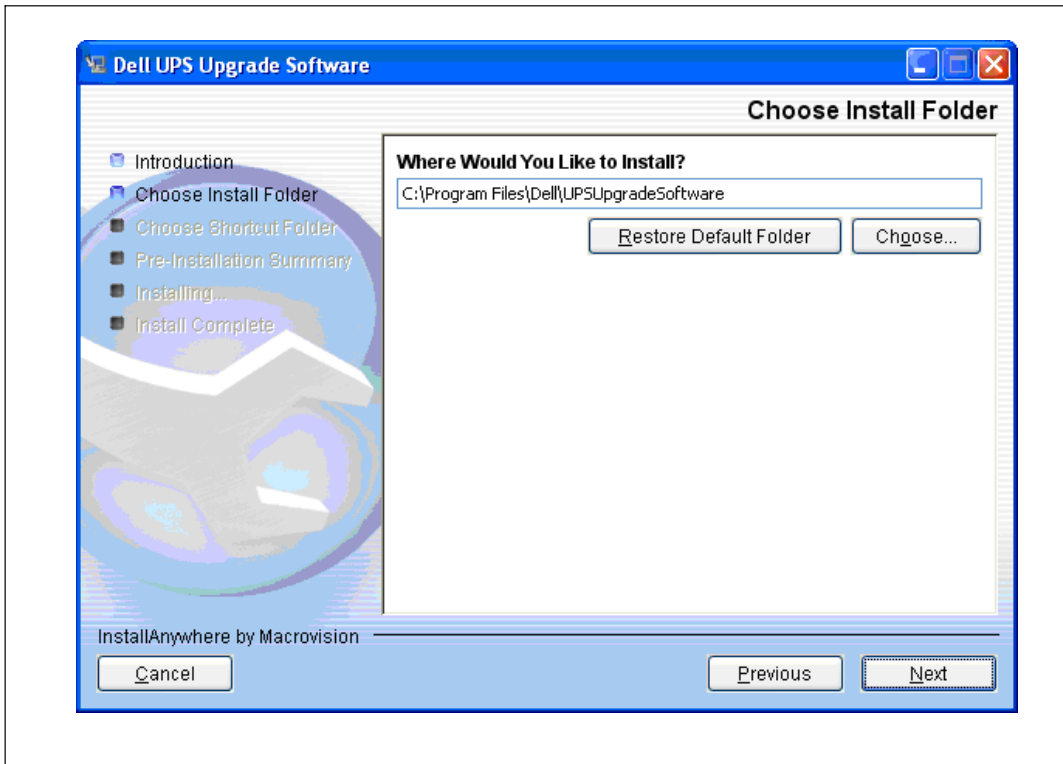 Dell UPS Upgrade Software
Choose Install Folder
Introduction
Choose Install Folder
Choose Shortcut Folder
Pre-Installation Summary
Installing...
Install Complete
Where Would You Like to Install?
C:\Program Files\Dell\UPSUpgradeSoftware
Restore Default Folder
Choose...
InstallAnywhere by Macrovision
Cancel
Previous
Next